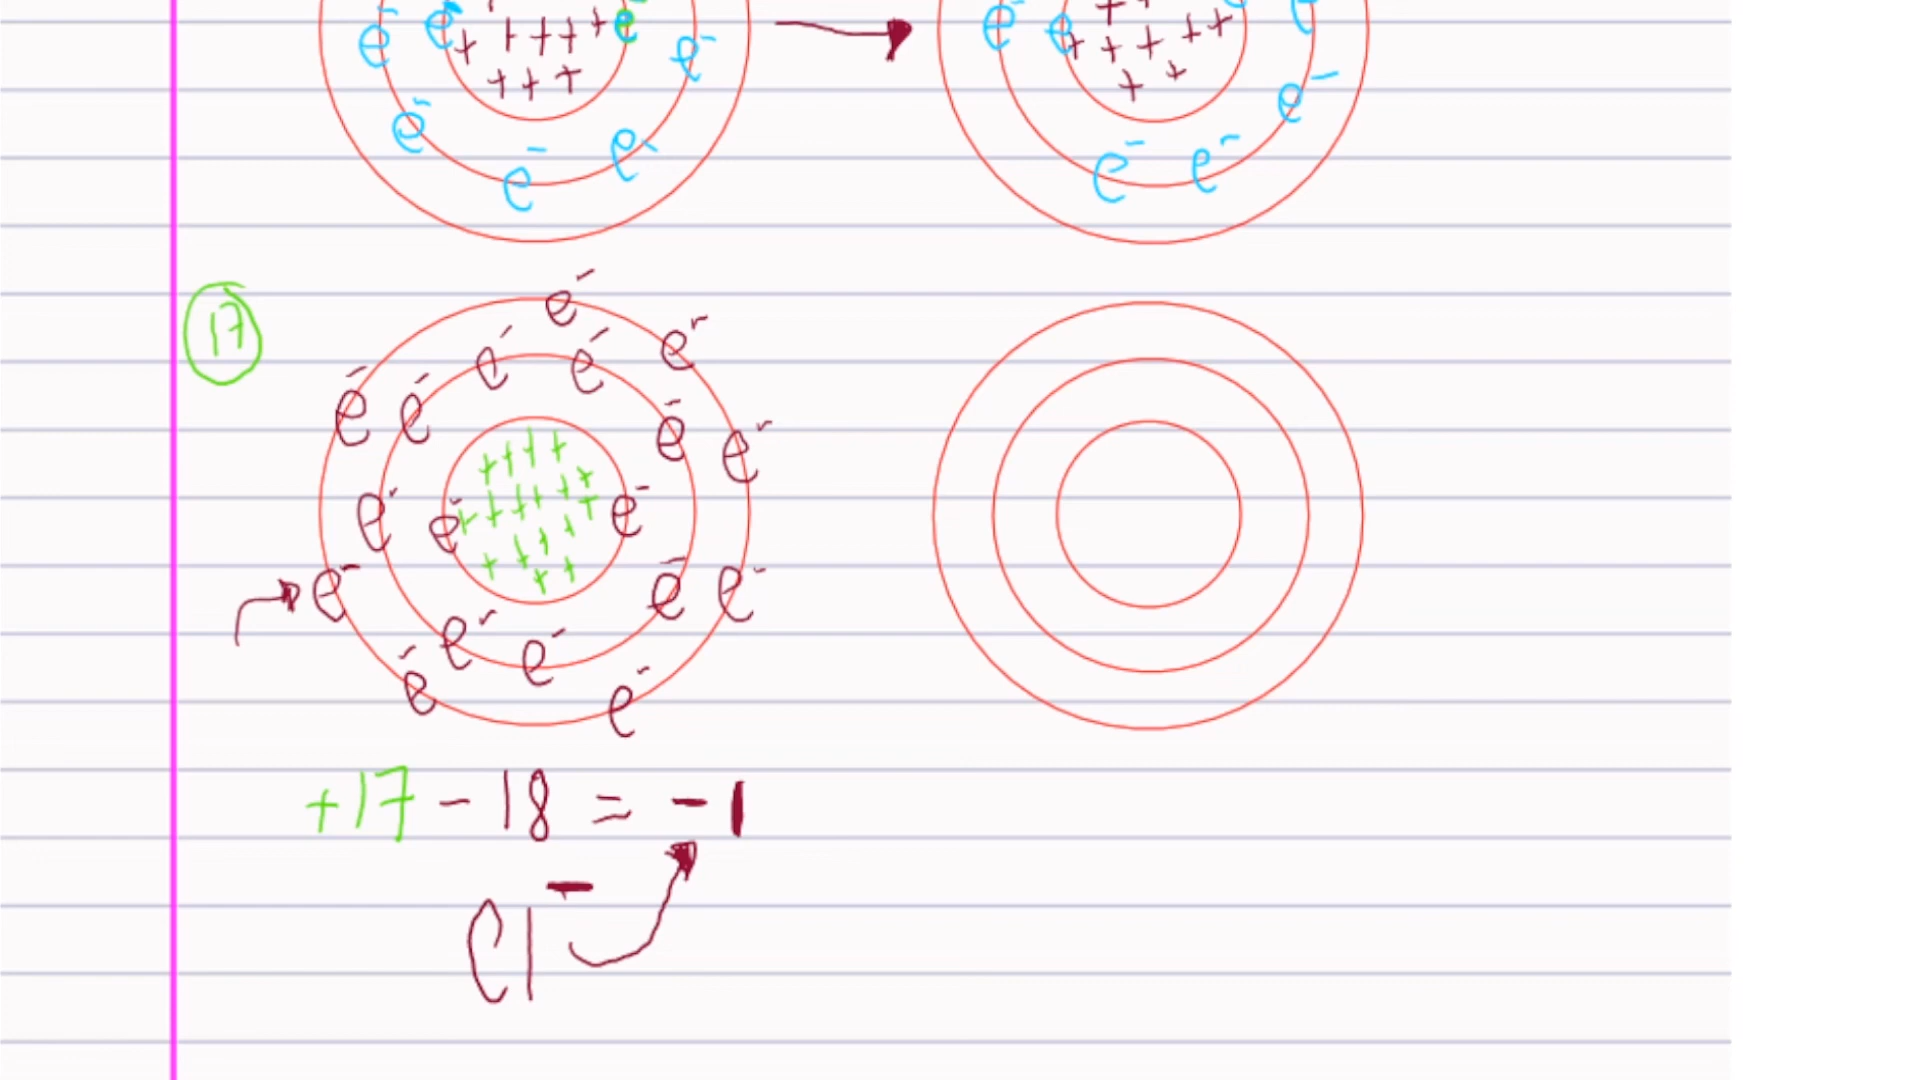 e⁻ e⁻ + + + + + e⁻ e⁻ e⁻ e⁻ + + + + + e⁻ e⁻
+ + + + +
e⁻ e⁻
e⁻ e⁻ e⁻ e⁻
17
e⁻
e⁻ e⁻ e⁻
e⁻ e⁻ e⁻ e⁻
+ + + +
+ + + + + +
e⁻ e⁻ + + + + e⁻
+ + + + + +
e⁻ e⁻ e⁻
e⁻ e⁻
e⁻ e⁻
+17 - 18 = - 1
Cl⁻